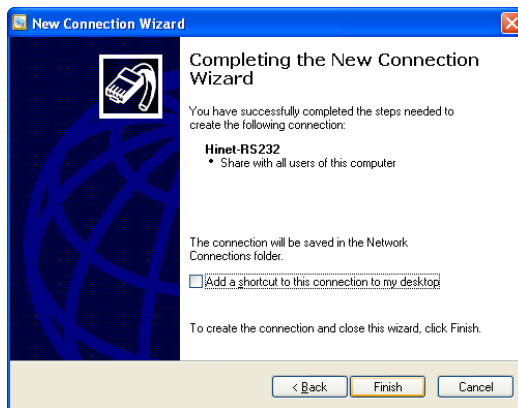 New Connection Wizard
Completing the New Connection
Wizard
You have successfully completed the steps needed to
create the following connection:
Hinet-RS232
• Share with all users of this computer
The connection will be saved in the Network
Connections folder.
Add a shortcut to this connection to my desktop
To create the connection and close this wizard, click Finish.
< Back Finish Cancel